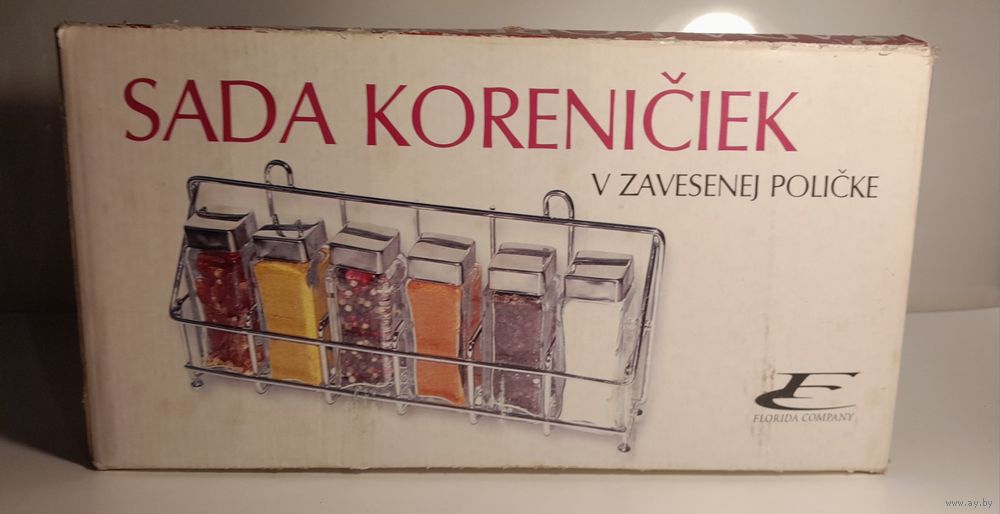 SADA KORENIČIEK
V ZAVESENEJ POLIČKE
FLORIDA COMPANY
www.ay.by